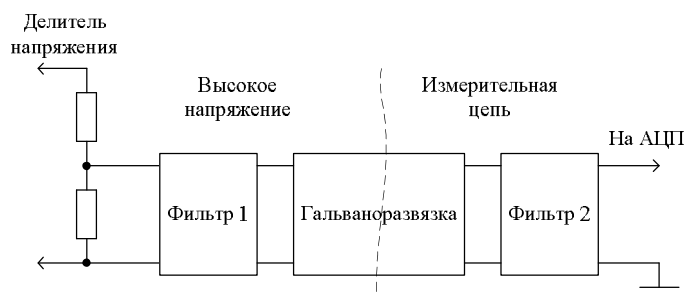 Делитель
напряжения
Высокое
напряжение
Измерительная
цепь
На АЦП
Фильтр 1
Гальваноразвязка
Фильтр 2